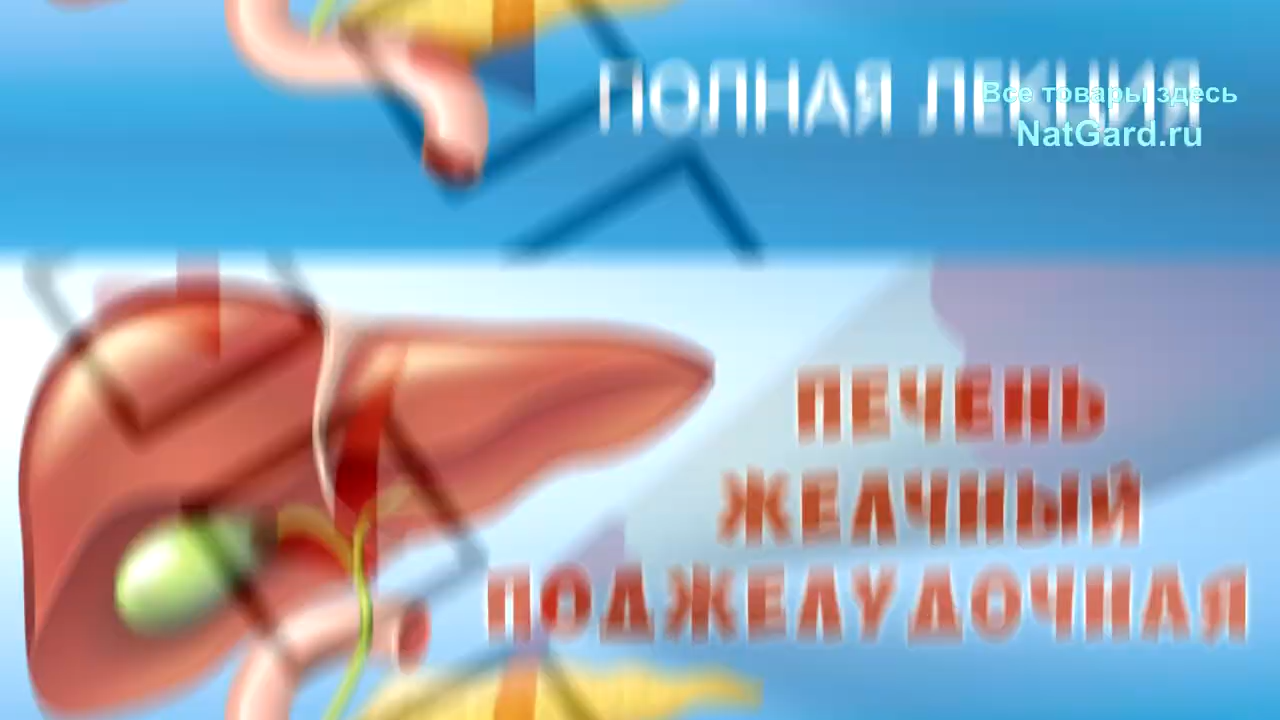 ПОЛНАЯ ЛЕКЦИЯ
Все товары здесь
NatGard.ru
ПЕЧЕНЬ
ЖЕЛЧНЫЙ
ПОДЖЕЛУДОЧНАЯ